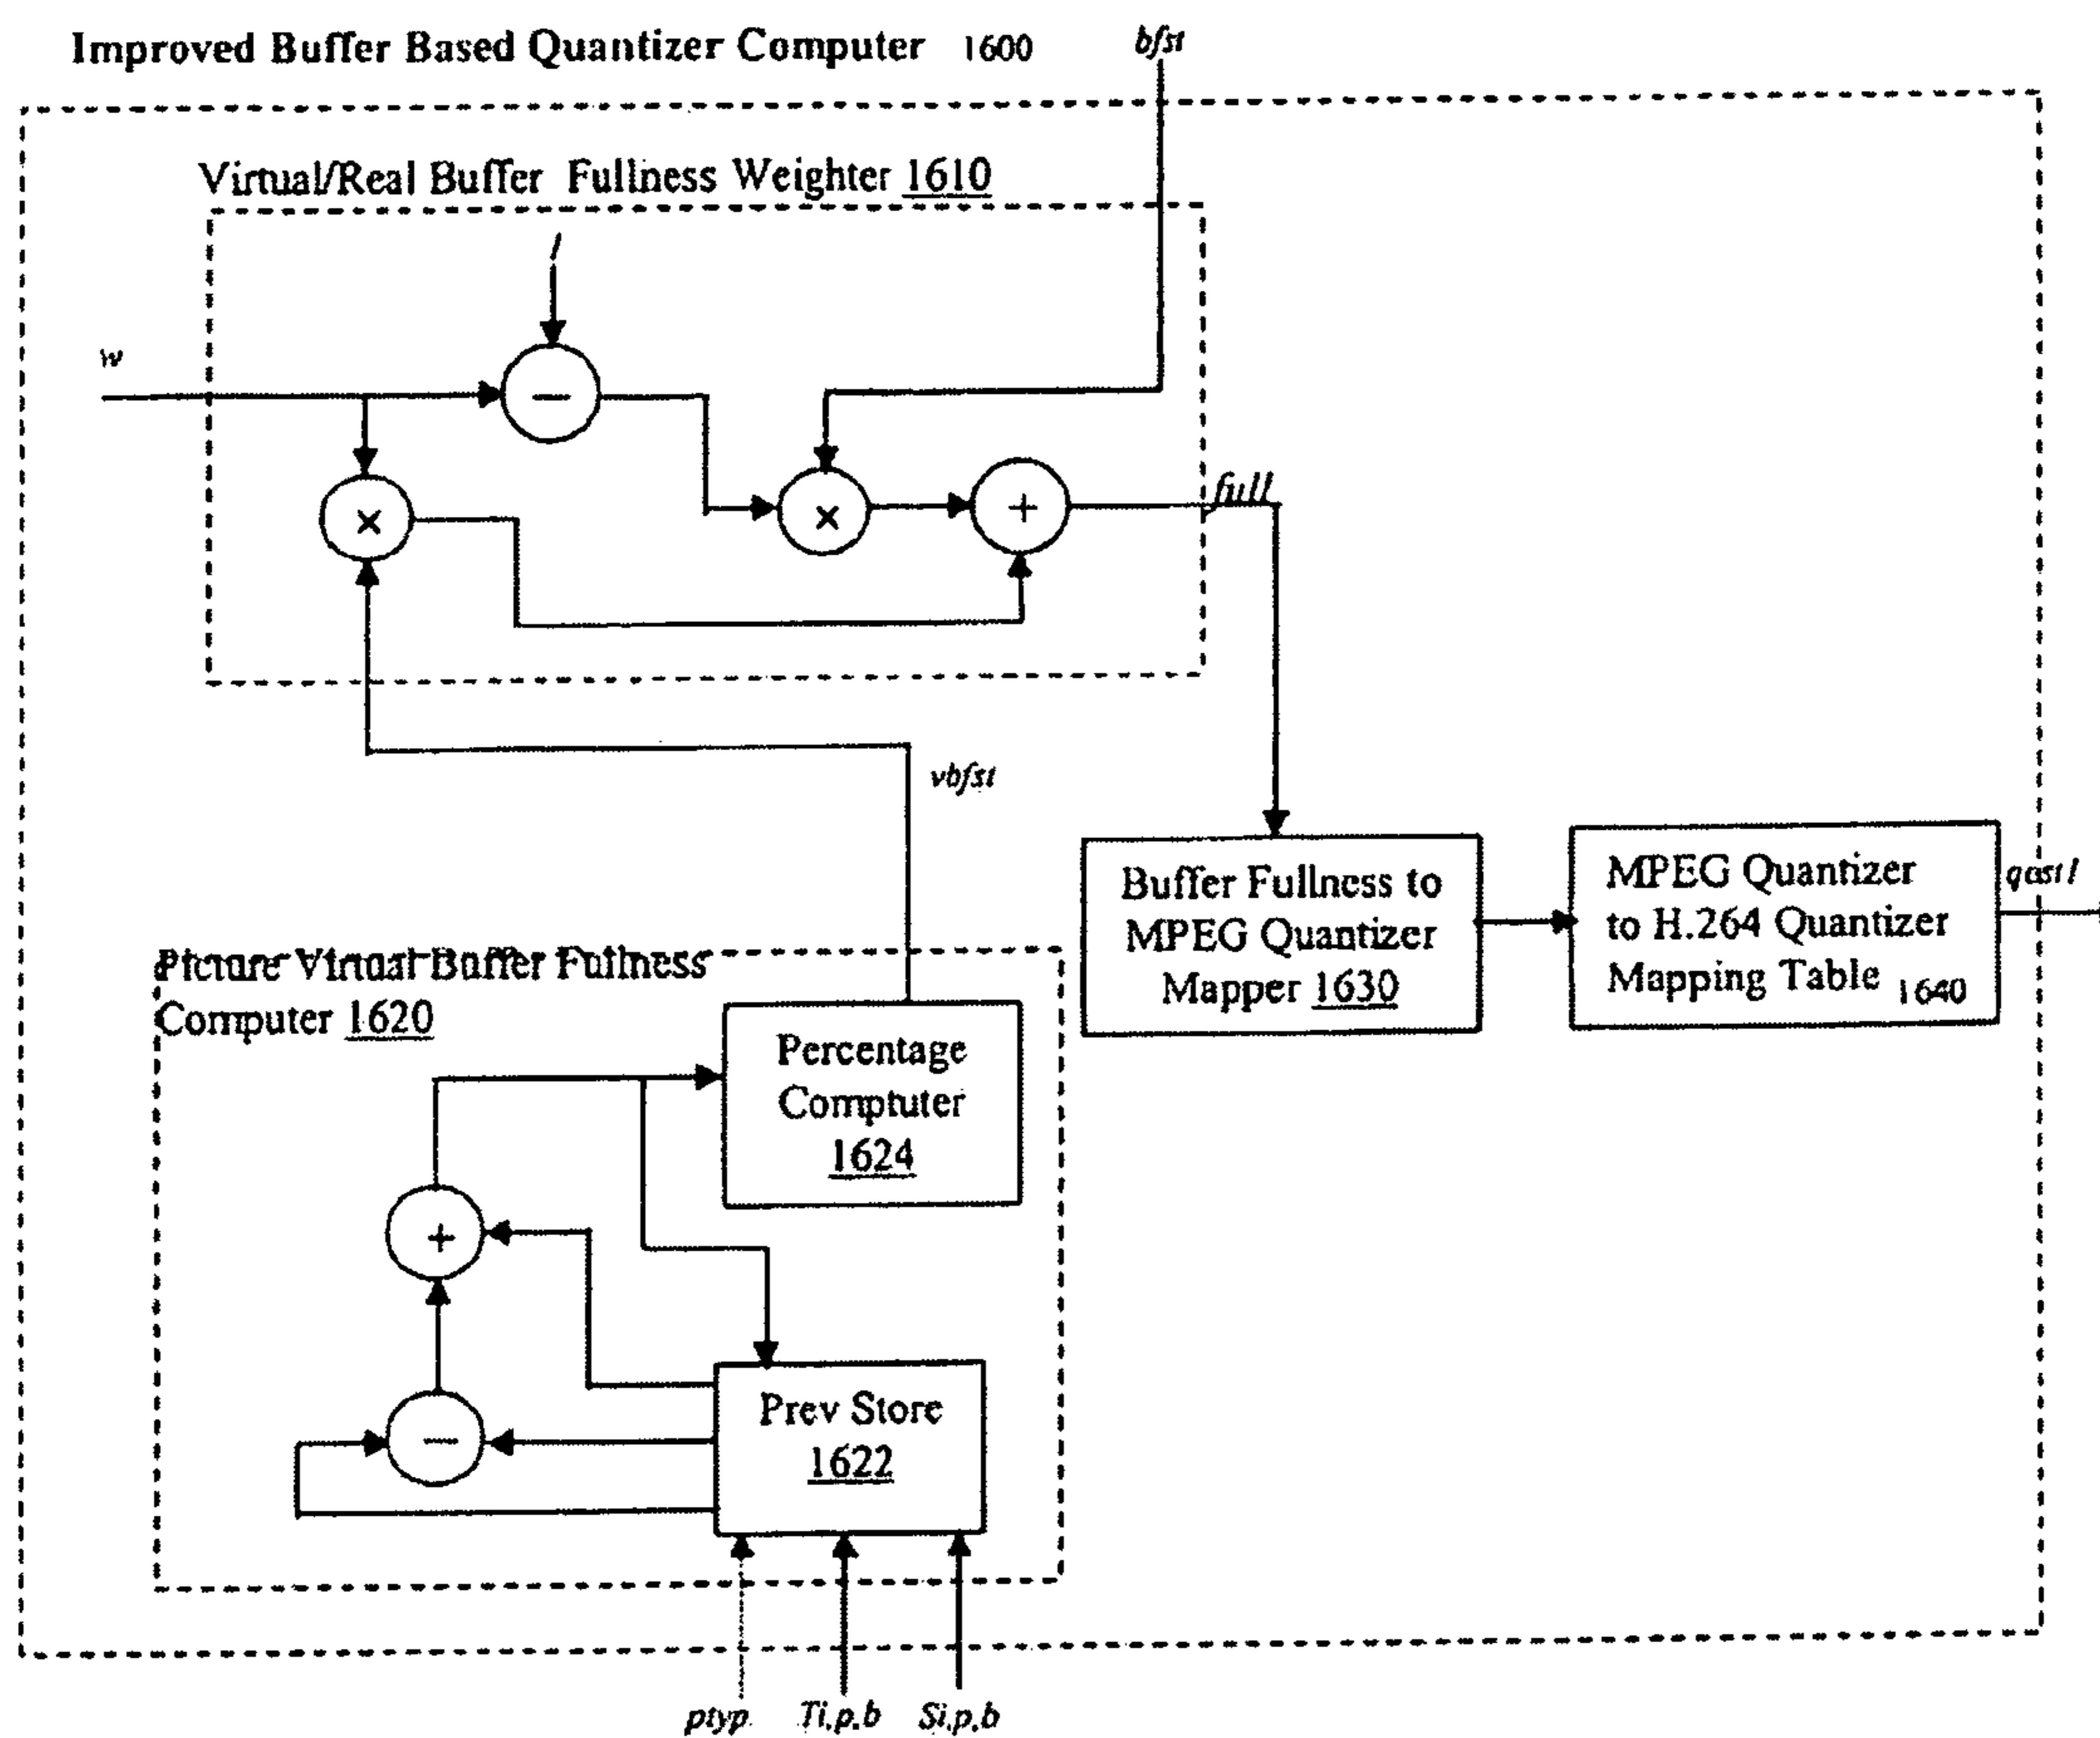 Improved Buffer Based Quantizer Computer 1600
bfst
Virtual/Real Buffer Fullness Weighter 1610
1
w
−
×
×
+
full
vbfst
Buffer Fullness to
MPEG Quantizer
Mapper 1630
MPEG Quantizer
to H.264 Quantizer
Mapping Table 1640
Picture Virtual Buffer Fullness
Computer 1620
Percentage
Comptuter
1624
+
−
Prev Store
1622
ptyp
Ti,p,b
Si,p,b